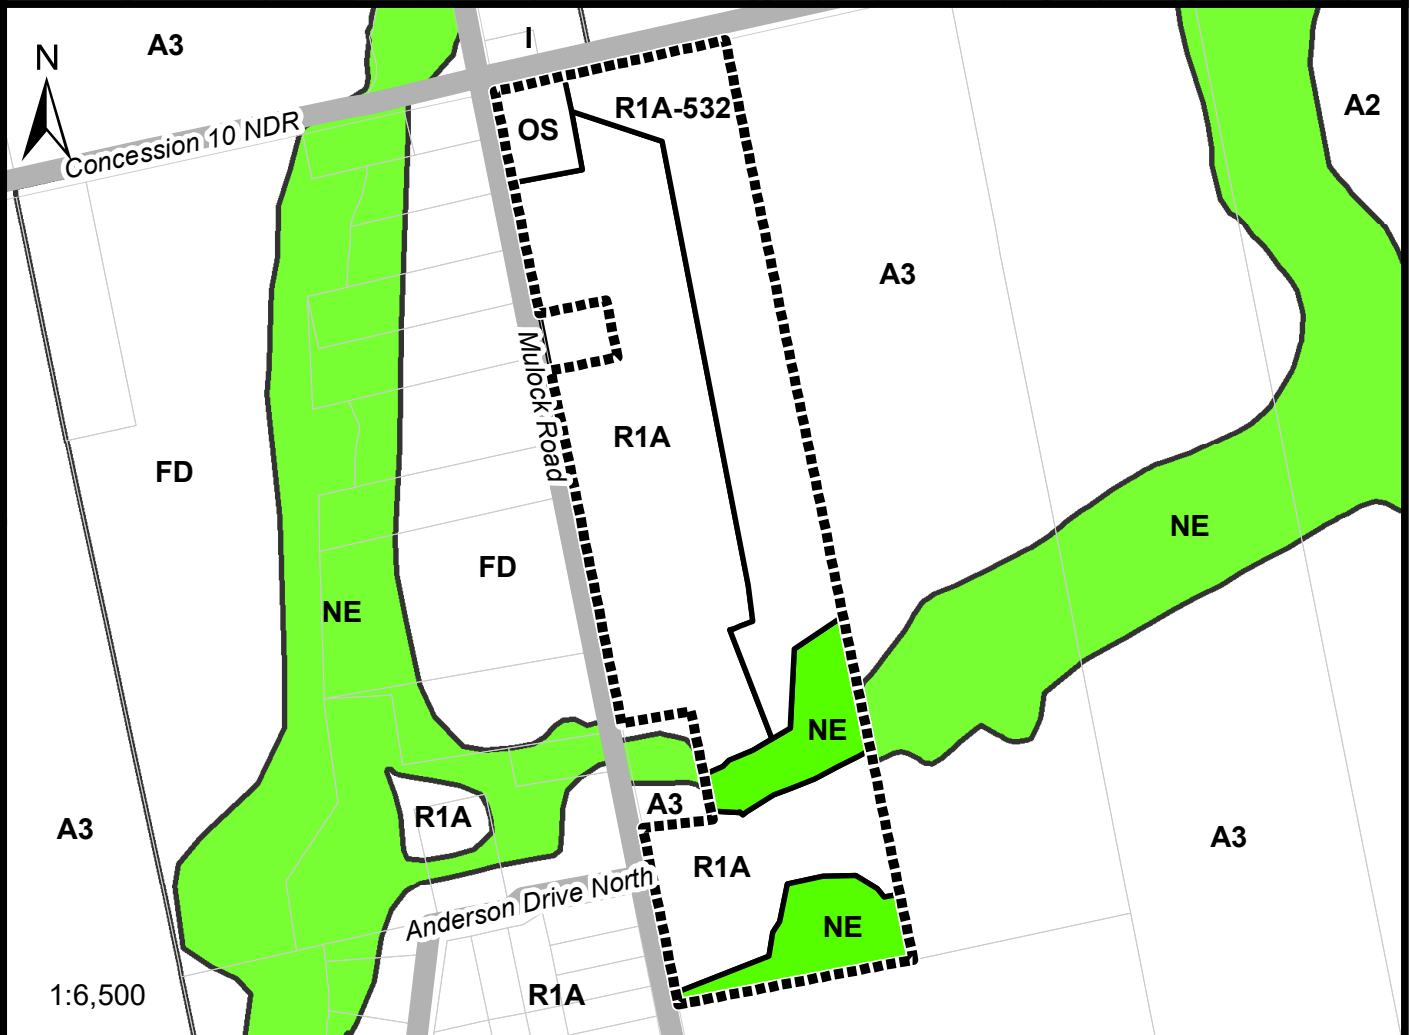 I
A3
N
R1A-532
A2
OS
Concession 10 NDR
A3
Mulock Road
R1A
FD
NE
FD
NE
NE
A3
R1A
A3
A3
R1A
Anderson Drive North
NE
1:6,500
R1A